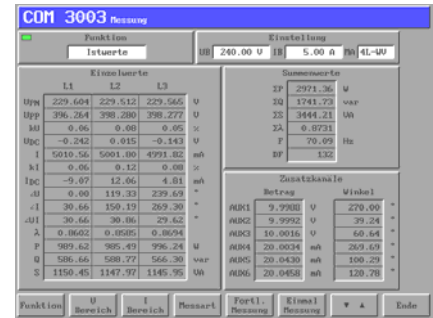 COM 3003 Messung
Funktion
Istwerte
Einstellung
UB 240.00 V IB 5.00 A MA 4L-WV
Einzelwerte
L1 L2 L3
UPN 229.604 229.512 229.565 V
UPP 396.264 398.280 398.277 V
kU 0.06 0.08 0.05 %
UDC -0.242 0.015 -0.143 V
I 5010.56 5001.80 4991.82 mA
kI 0.06 0.12 0.08 %
IDC -9.07 12.06 4.81 mA
∠U 0.00 119.33 239.69 °
∠I 30.66 150.19 269.30 °
∠UI 30.66 30.86 29.62 °
λ 0.8602 0.8585 0.8694
P 989.62 985.49 996.24 W
Q 586.66 588.77 566.30 var
S 1150.45 1147.97 1145.95 VA
Summenwerte
ΣP 2971.36 W
ΣQ 1741.73 var
ΣS 3444.21 VA
Σλ 0.8731
F 70.09 Hz
DF 132
Zusatzkanäle
Betrag Winkel
AUX1 9.9908 V 270.00 °
AUX2 9.9992 V 39.24 °
AUX3 10.0016 V 60.64 °
AUX4 20.0034 mA 269.69 °
AUX5 20.0430 mA 100.29 °
AUX6 20.0458 mA 120.78 °
Funktion
U Bereich
I Bereich
Messart
Fortl. Messung
Einmal Messung
▼ ▲
Ende